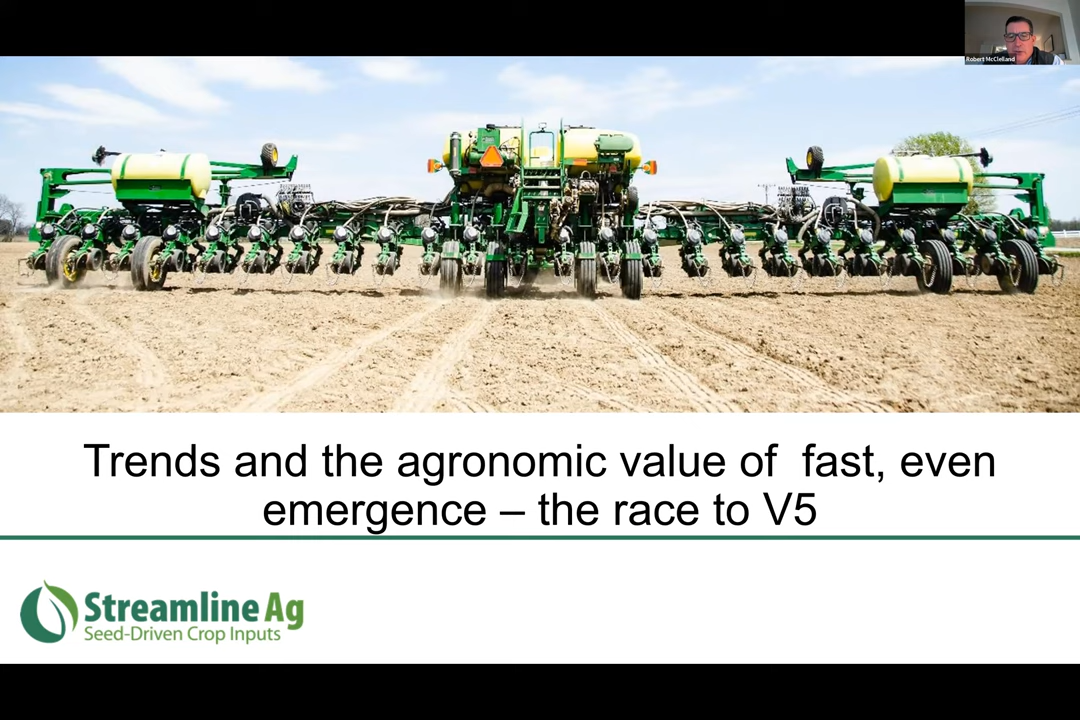 Robert McClelland
Trends and the agronomic value of  fast, even
emergence – the race to V5
Streamline Ag
Seed-Driven Crop Inputs